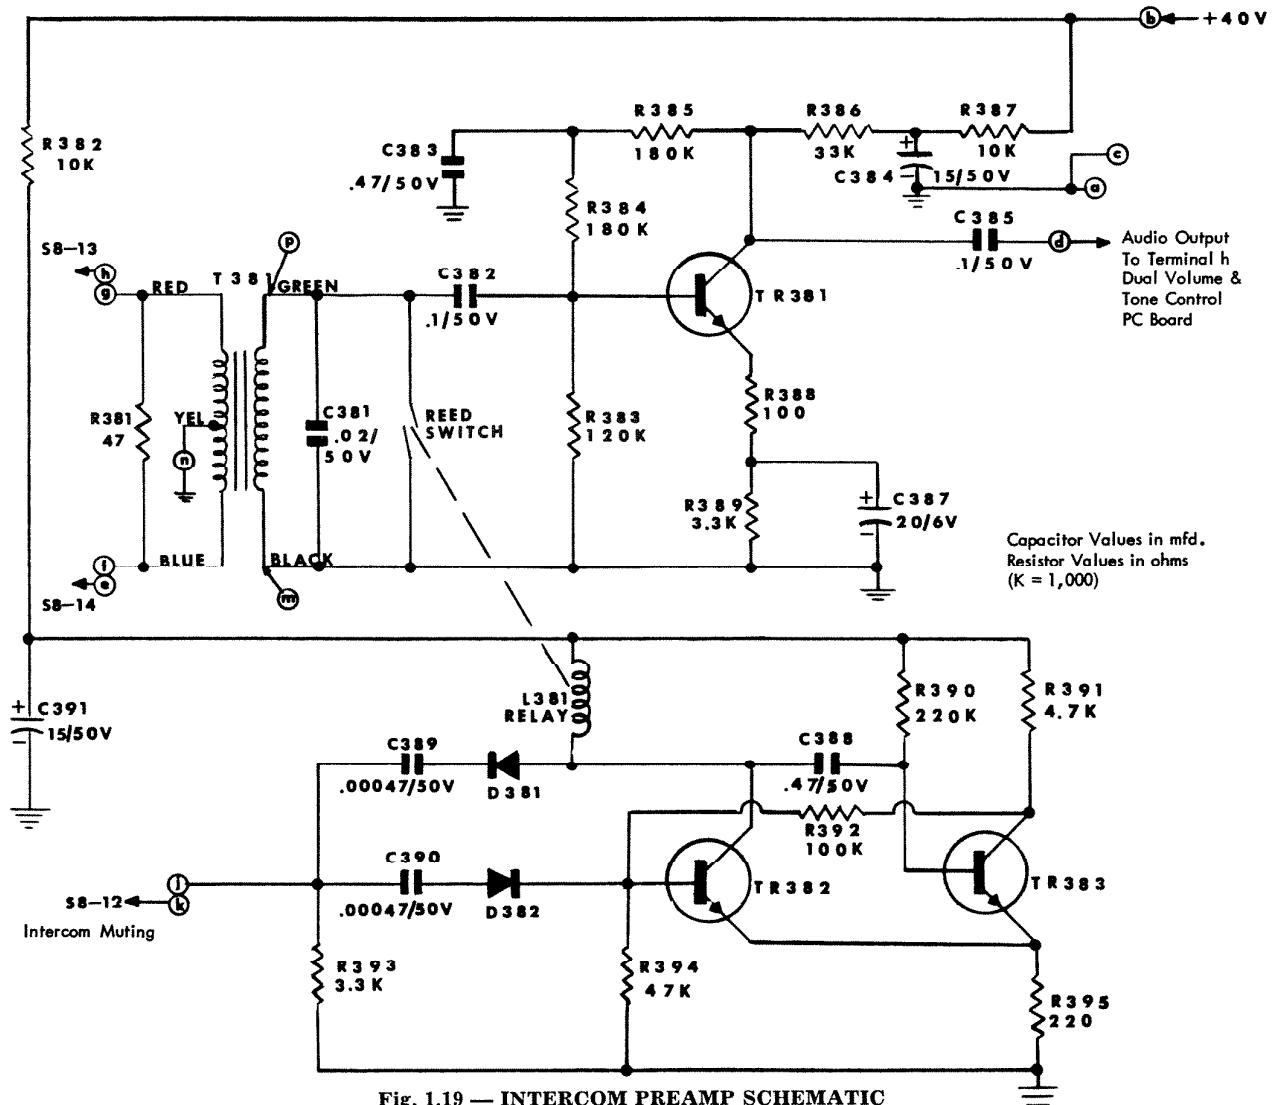 b
+40V
R385
180K
R386
33K
R387
10K
R382
10K
C383
.47/50V
C384
+
-
15/50V
c
a
R384
180K
C385
.1/50V
d
Audio Output
To Terminal h
Dual Volume &
Tone Control
PC Board
S8-13
h
g
RED
T381
p
GREEN
C382
.1/50V
TR381
R381
47
YEL
n
C381
.02/
50V
REED
SWITCH
R383
120K
R388
100
R389
3.3K
+
-
C387
20/6V
Capacitor Values in mfd.
Resistor Values in ohms
(K = 1,000)
BLUE
BLACK
f
e
m
S8-14
+
-
C391
15/50V
L381
RELAY
R390
220K
R391
4.7K
C389
.00047/50V
D381
C388
.47/50V
R392
100K
C390
.00047/50V
D382
TR382
TR383
j
k
S8-12
Intercom Muting
R393
3.3K
R394
47K
R395
220
Fig. 1.19 — INTERCOM PREAMP SCHEMATIC